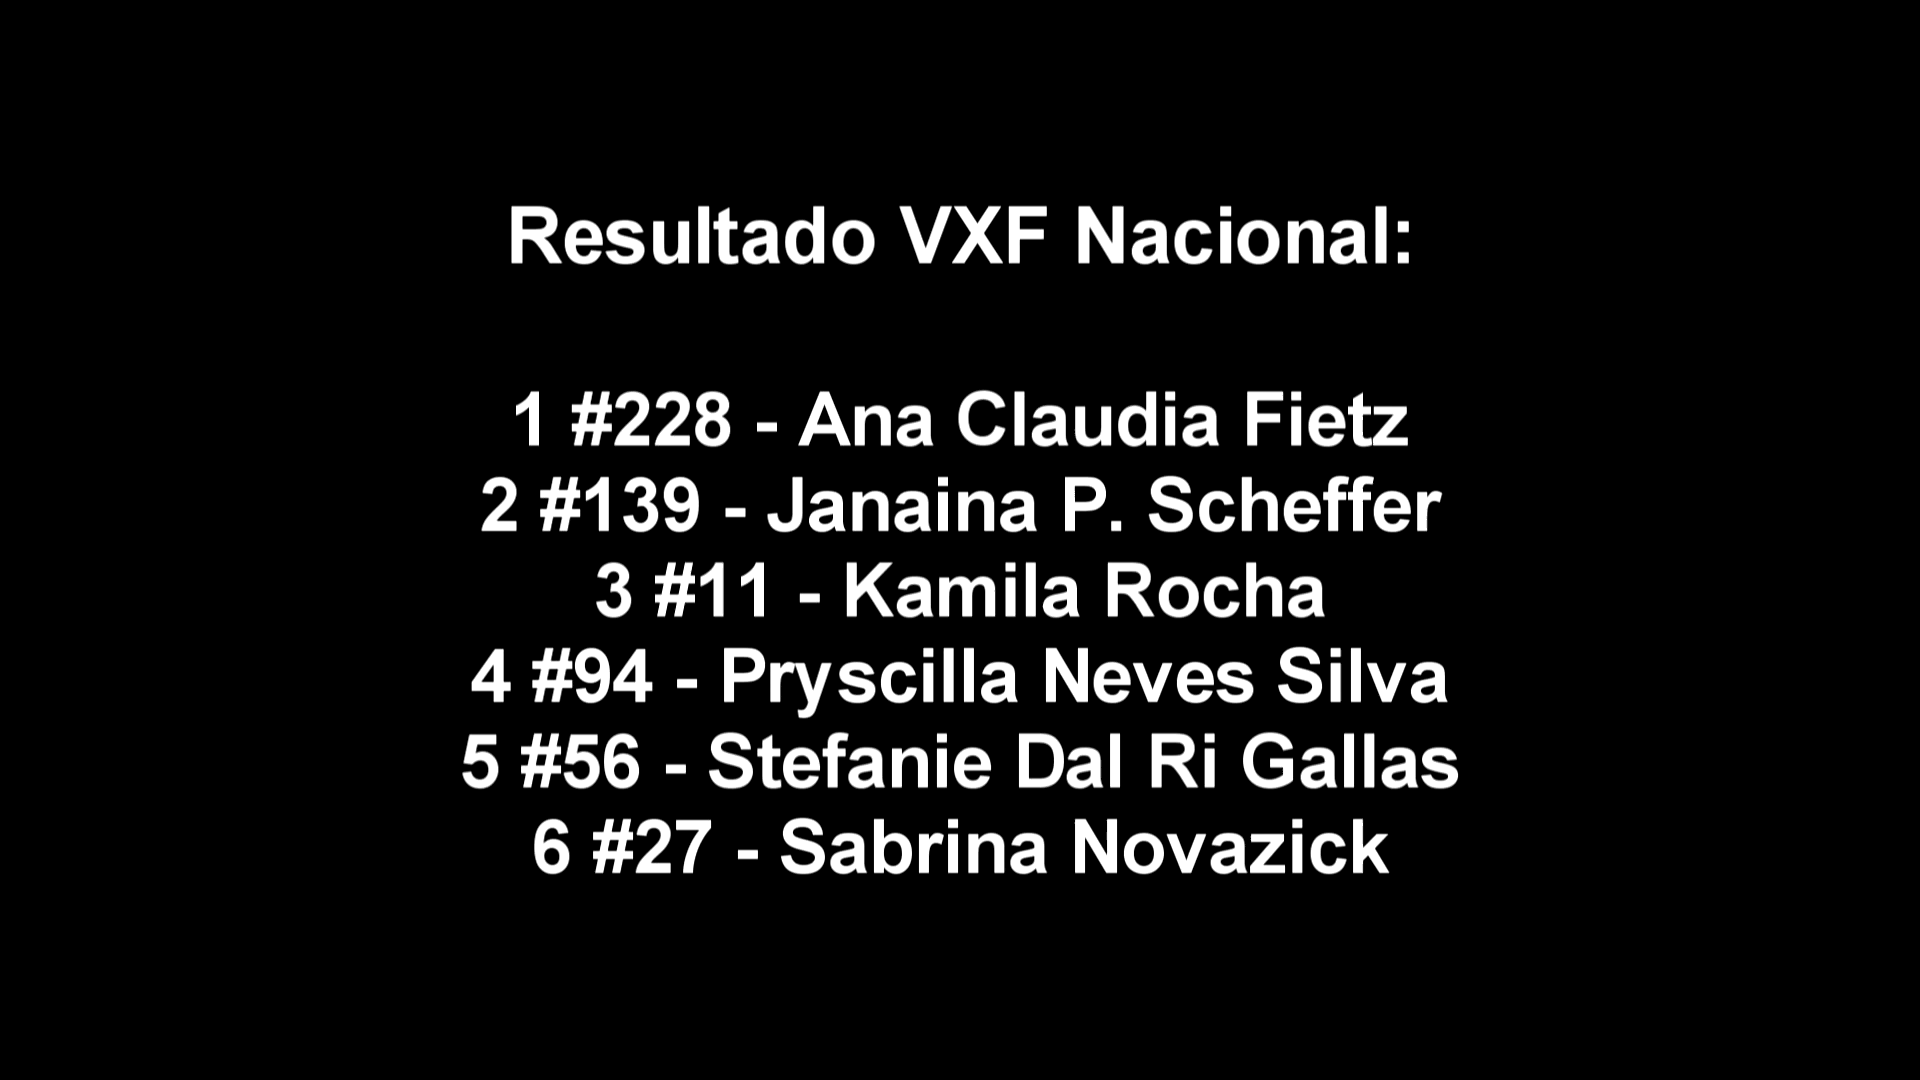 Resultado VXF Nacional:
1 #228 - Ana Claudia Fietz
2 #139 - Janaina P. Scheffer
3 #11 - Kamila Rocha
4 #94 - Pryscilla Neves Silva
5 #56 - Stefanie Dal Ri Gallas
6 #27 - Sabrina Novazick